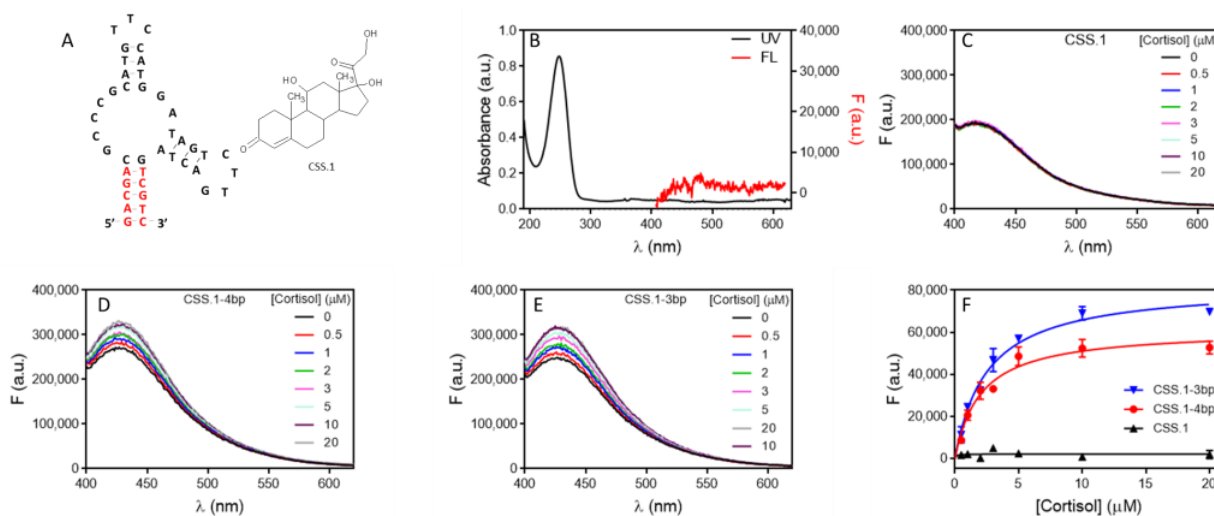 A
T T
T C
G C
T A
A T
C G
G
C
C
C
G
G
A
T A G T C
A T C A G T T
C G
A T
G C
C G
A T
G C
5’ 3’
OH
O
OH
CH3
HO
CH3
O
CSS.1
B
UV
FL
Absorbance (a.u.)
1.0
0.8
0.6
0.4
0.2
0.0
40,000
30,000
20,000
10,000
0
F (a.u.)
200 300 400 500 600
λ (nm)
C
CSS.1
[Cortisol] (μM)
0
0.5
1
2
3
5
10
20
F (a.u.)
400,000
300,000
200,000
100,000
0
400 450 500 550 600
λ (nm)
D
CSS.1-4bp
[Cortisol] (μM)
0
0.5
1
2
3
5
10
20
F (a.u.)
400,000
300,000
200,000
100,000
0
400 450 500 550 600
λ (nm)
E
CSS.1-3bp
[Cortisol] (μM)
0
0.5
1
2
3
5
20
10
F (a.u.)
400,000
300,000
200,000
100,000
0
400 450 500 550 600
λ (nm)
F
CSS.1-3bp
CSS.1-4bp
CSS.1
F (a.u.)
80,000
60,000
40,000
20,000
0
0 5 10 15 20
[Cortisol] (μM)